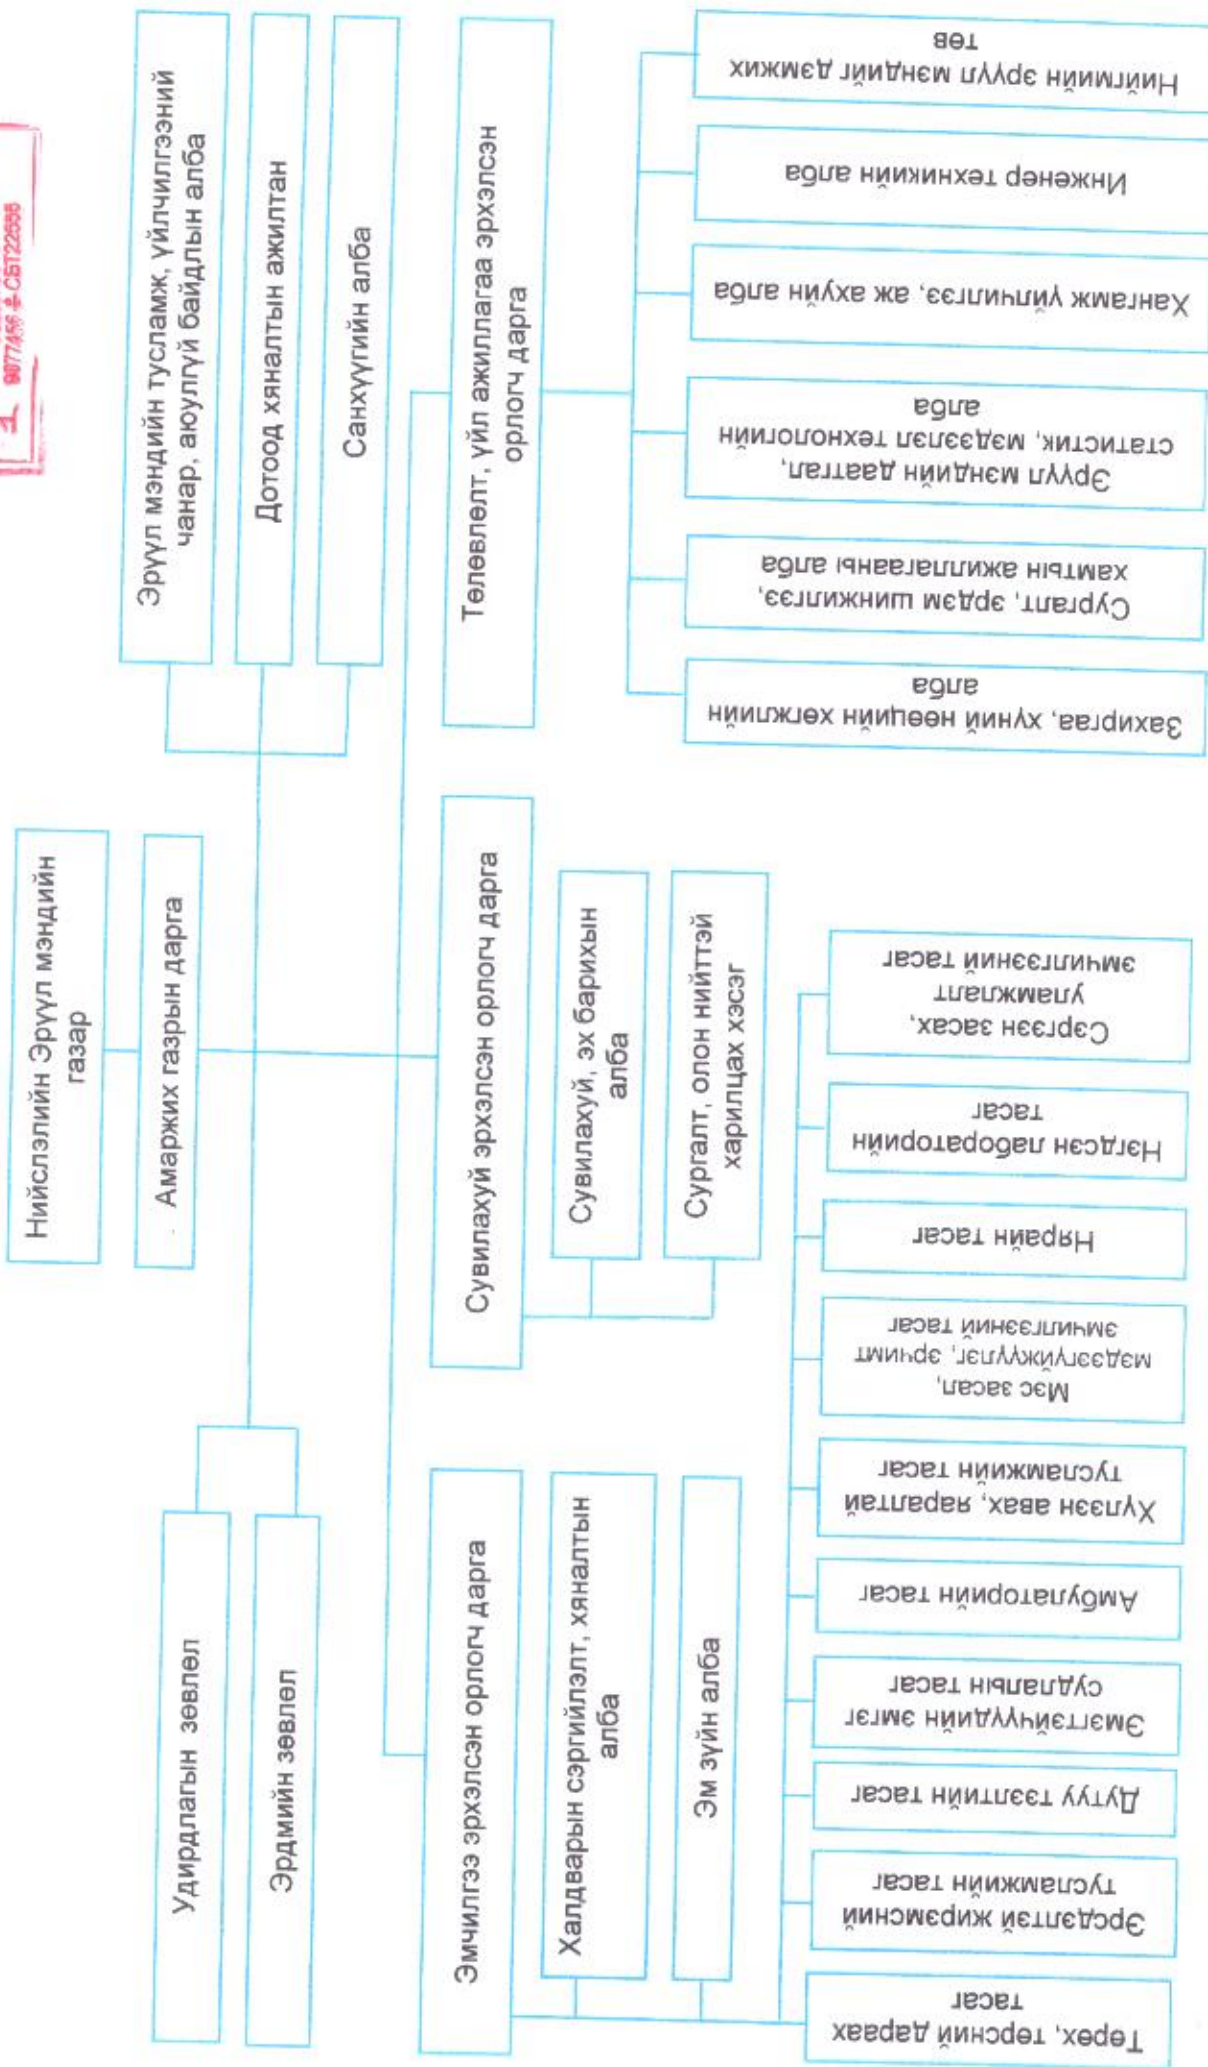 Нийслэлийн Эрүүл мэндийн
газар
Амаржих газрын дарга
Удирдлагын зөвлөл
Эрдмийн зөвлөл
Эрүүл мэндийн тусламж, үйлчилгээний
чанар, аюулгүй байдлын алба
Дотоод хяналтын ажилтан
Санхүүгийн алба
Эмчилгээ эрхэлсэн орлогч дарга
Халдварын сэргийлэлт, хяналтын
алба
Эм зүйн алба
Сувилахуй эрхэлсэн орлогч дарга
Сувилахуй, эх барихын
алба
Сургалт, олон нийттэй
харилцах хэсэг
Төлөвлөлт, үйл ажиллагаа эрхэлсэн
орлогч дарга
Төрөх, төрсний дараах
тасаг
Эрсдэлтэй жирэмсний
тусламжийн тасаг
Дутуу тээлтийн тасаг
Эмэгтэйчүүдийн эмгэг
судлалын тасаг
Амбулаторийн тасаг
Хүлээн авах, яаралтай
тусламжийн тасаг
Мэс засал,
мэдээгүйжүүлэг, эрчимт
эмчилгээний тасаг
Нярайн тасаг
Нэгдсэн лабораторийн
тасаг
Сэргээн засах,
уламжлалт
эмчилгээний тасаг
Захиргаа, хүний нөөцийн хөгжлийн
алба
Сургалт, эрдэм шинжилгээ,
хамтын ажиллагааны алба
Эрүүл мэндийн даатгал,
статистик, мэдээлэл технологийн
алба
Хангамж үйлчилгээ, аж ахуйн алба
Инженер техникийн алба
Нийгмийн эрүүл мэндийг дэмжих
төв